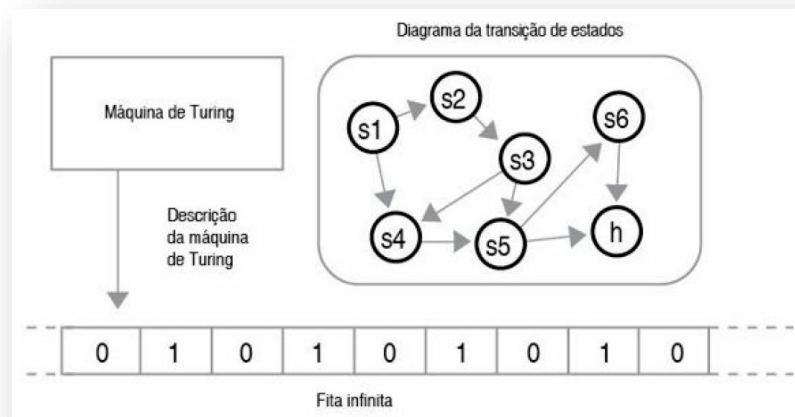 Diagrama da transição de estados
Máquina de Turing
s1
s2
s3
s4
s5
s6
h
Descrição
da máquina
de Turing
0 1 0 1 0 1 0 1 0
Fita infinita